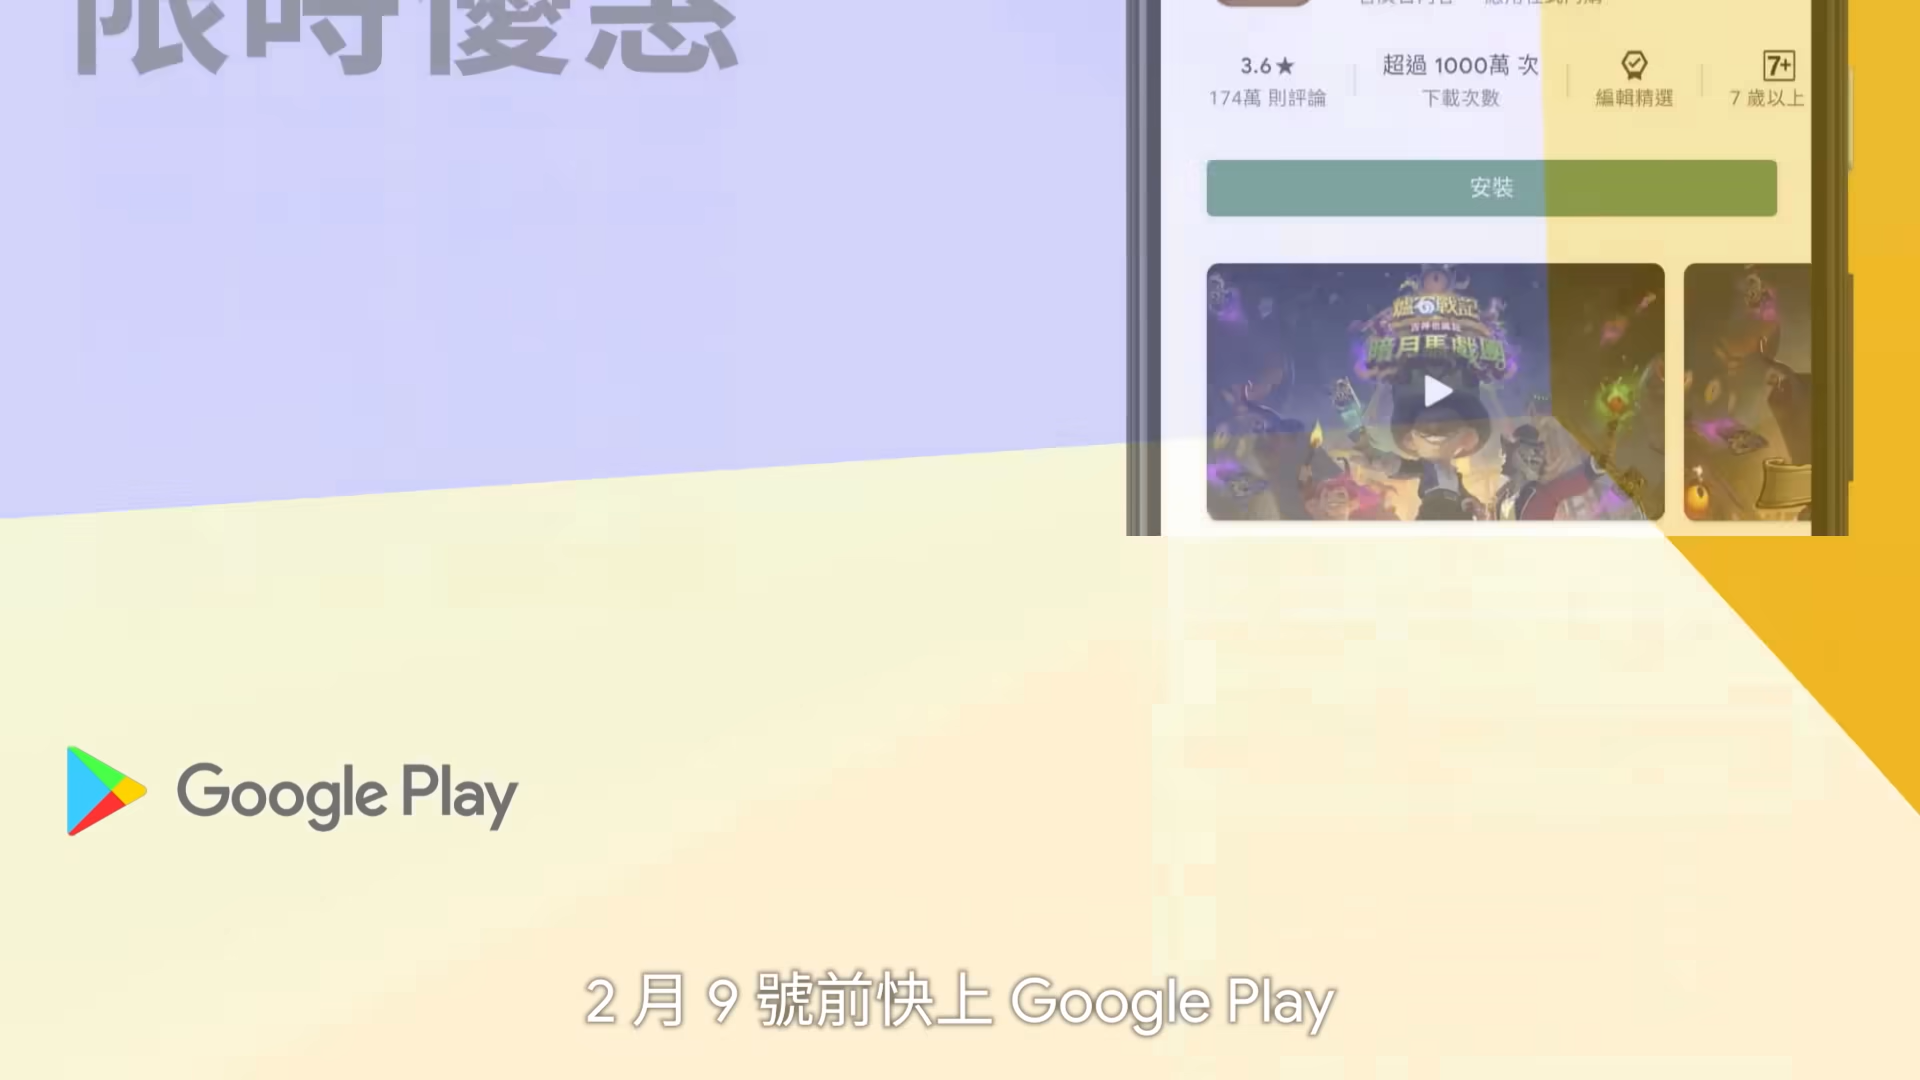 限時優惠
3.6★
174萬 則評論
超過 1000萬 次
下載次數
編輯精選
7+
7 歲以上
安裝
爐石戰記
暗月馬戲團
Google Play
2 月 9 號前快上 Google Play